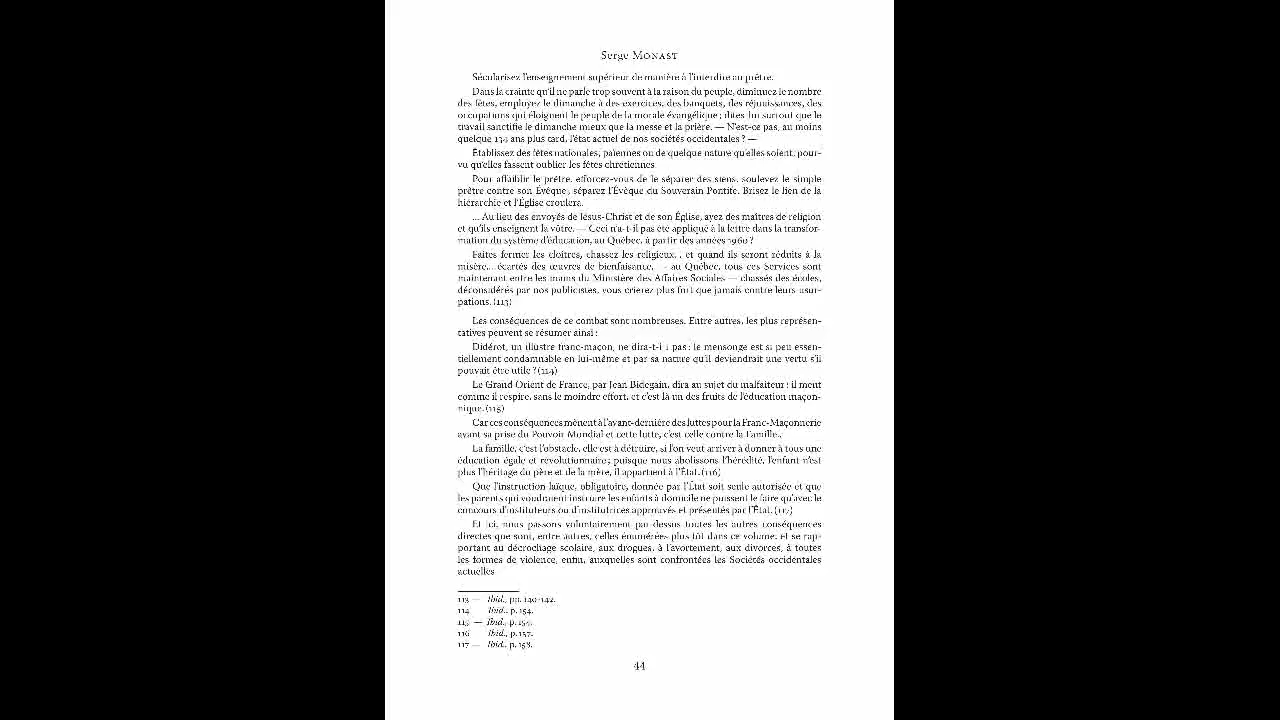 Serge Monast
Sécularisez l'enseignement supérieur de manière à l'interdire au prêtre.
Dans la crainte qu'il ne parle trop souvent à la raison du peuple, diminuez le nombre
des fêtes, employez le dimanche à des exercices, des banquets, des réjouissances, des
occupations qui éloignent le peuple de la morale évangélique ; dites lui surtout que le
travail sanctifie le dimanche mieux que la messe et la prière. — N'est-ce pas, au moins
quelque 134 ans plus tard, l'état actuel de nos sociétés occidentales ? —
Établissez des fêtes nationales, païennes ou de quelque nature qu'elles soient, pour-
vu qu'elles fassent oublier les fêtes chrétiennes
Pour affaiblir le prêtre, efforcez-vous de le séparer des siens, soulevez le simple
prêtre contre son Évêque, séparez l'Évêque du Souverain Pontife. Brisez le lien de la
hiérarchie et l'Église croulera.
... Au lieu des envoyés de Jésus-Christ et de son Église, ayez des maîtres de religion
et qu'ils enseignent la vôtre. — Ceci n'a-t-il pas été appliqué à la lettre dans la transfor-
mation du système d'éducation, au Québec, à partir des années 1960 ?
Faites fermer les cloîtres, chassez les religieux... et quand ils seront réduits à la
misère... écartés des œuvres de bienfaisance, — au Québec, tous ces Services sont
maintenant entre les mains du Ministère des Affaires Sociales — chassés des écoles,
déconsidérés par nos publicistes, vous crierez plus fort que jamais contre leurs usur-
pations. (113)
Les conséquences de ce combat sont nombreuses. Entre autres, les plus représen-
tatives peuvent se résumer ainsi :
Didérot, un illustre franc-maçon, ne dira-t-i l pas : le mensonge est si peu essen-
tiellement condamnable en lui-même et par sa nature qu'il deviendrait une vertu s'il
pouvait être utile ? (114)
Le Grand Orient de France, par Jean Bidegain, dira au sujet du malfaiteur : il ment
comme il respire, sans le moindre effort, et c'est là un des fruits de l'éducation maçon-
nique. (115)
Car ces conséquences mènent à l'avant-dernière des luttes pour la Franc-Maçonnerie
avant sa prise du Pouvoir Mondial et cette lutte, c'est celle contre la Famille..
La famille, c'est l'obstacle, elle est à détruire, si l'on veut arriver à donner à tous une
éducation égale et révolutionnaire ; puisque nous abolissons l'hérédité, l'enfant n'est
plus l'héritage du père et de la mère, il appartient à l'État. (116)
Que l'instruction laïque, obligatoire, donnée par l'État soit seule autorisée et que
les parents qui voudraient instruire les enfants à domicile ne puissent le faire qu'avec le
concours d'instituteurs ou d'institutrices approuvés et présentés par l'État. (117)
Et ici, nous passons volontairement par dessus toutes les autres conséquences
directes que sont, entre autres, celles énumérées plus tôt dans ce volume, et se rap-
portant au décrochage scolaire, aux drogues, à l'avortement, aux divorces, à toutes
les formes de violence, enfin, auxquelles sont confrontées les Sociétés occidentales
actuelles
113 — Ibid., pp. 140-142.
114 Ibid., p. 154.
115 — Ibid., p. 154.
116 Ibid., p. 157.
117 — Ibid., p. 158.
44